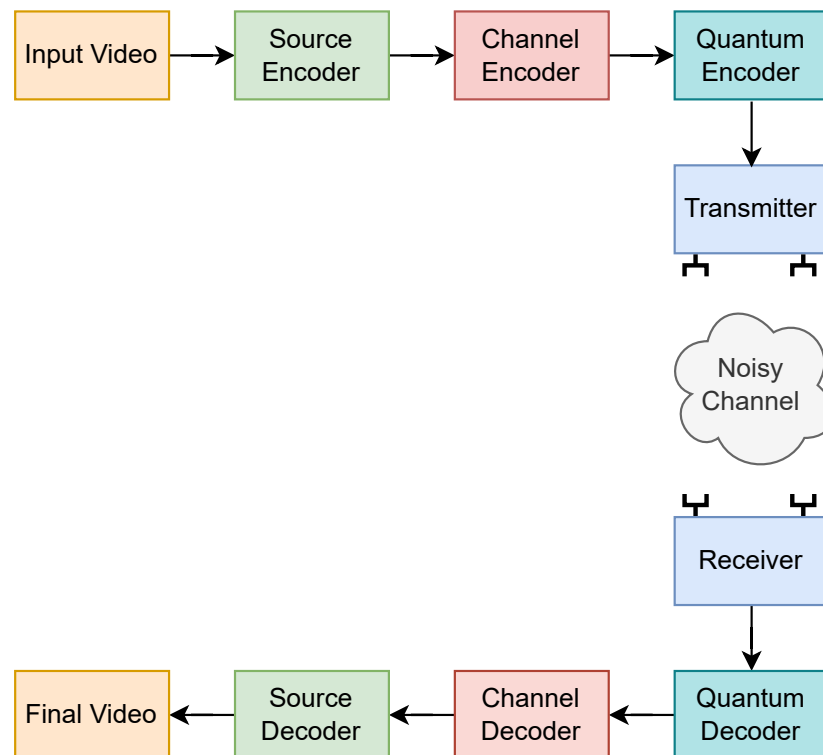 Input Video
Source
Encoder
Channel
Encoder
Quantum
Encoder
Transmitter
Noisy
Channel
Receiver
Final Video
Source
Decoder
Channel
Decoder
Quantum
Decoder